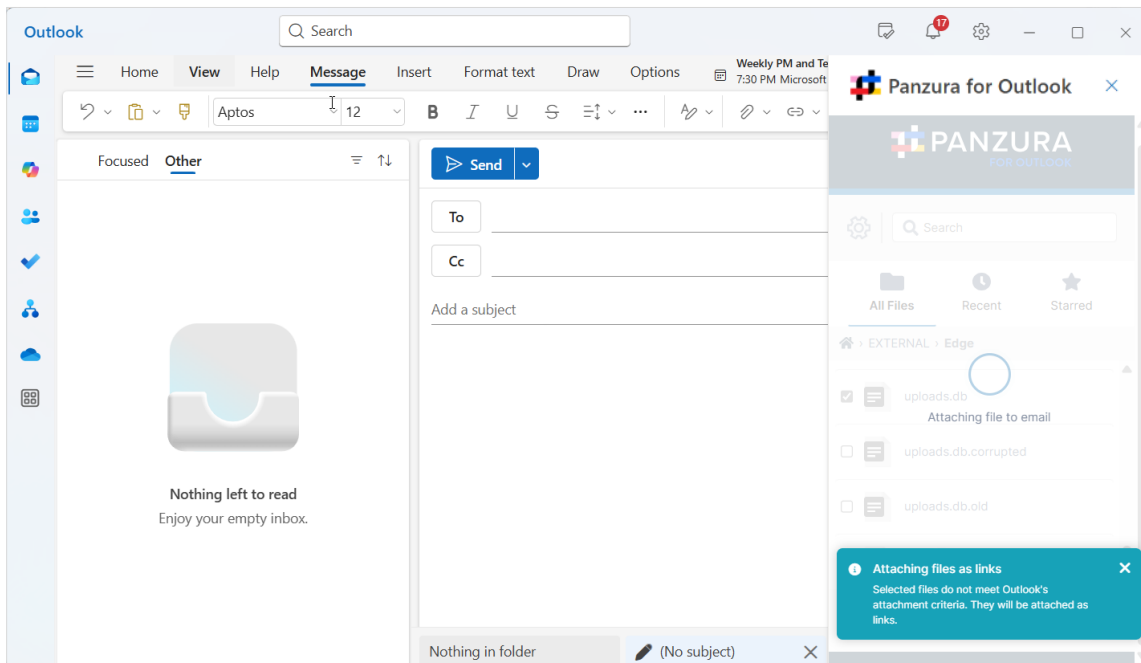 Outlook
Search
17
Home View Help Message Insert Format text Draw Options
Weekly PM and Te
7:30 PM Microsoft
Aptos 12 B I U S
Focused Other
Send
To
Cc
Add a subject
Nothing left to read
Enjoy your empty inbox.
Nothing in folder
(No subject)
Panzura for Outlook
PANZURA
FOR OUTLOOK
Search
All Files Recent Starred
EXTERNAL › Edge
uploads.db
Attaching file to email
uploads.db.corrupted
uploads.db.old
Attaching files as links
Selected files do not meet Outlook's
attachment criteria. They will be attached as
links.